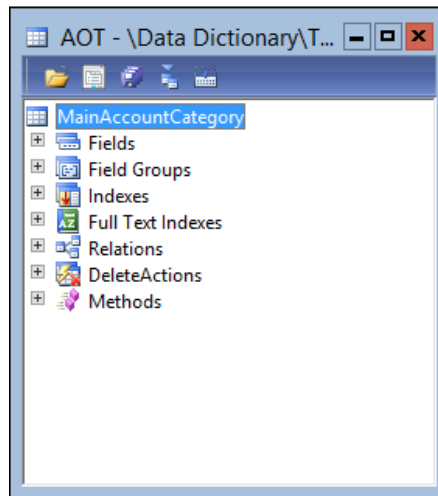 AOT - \Data Dictionary\T...
MainAccountCategory
Fields
Field Groups
Indexes
Full Text Indexes
Relations
DeleteActions
Methods